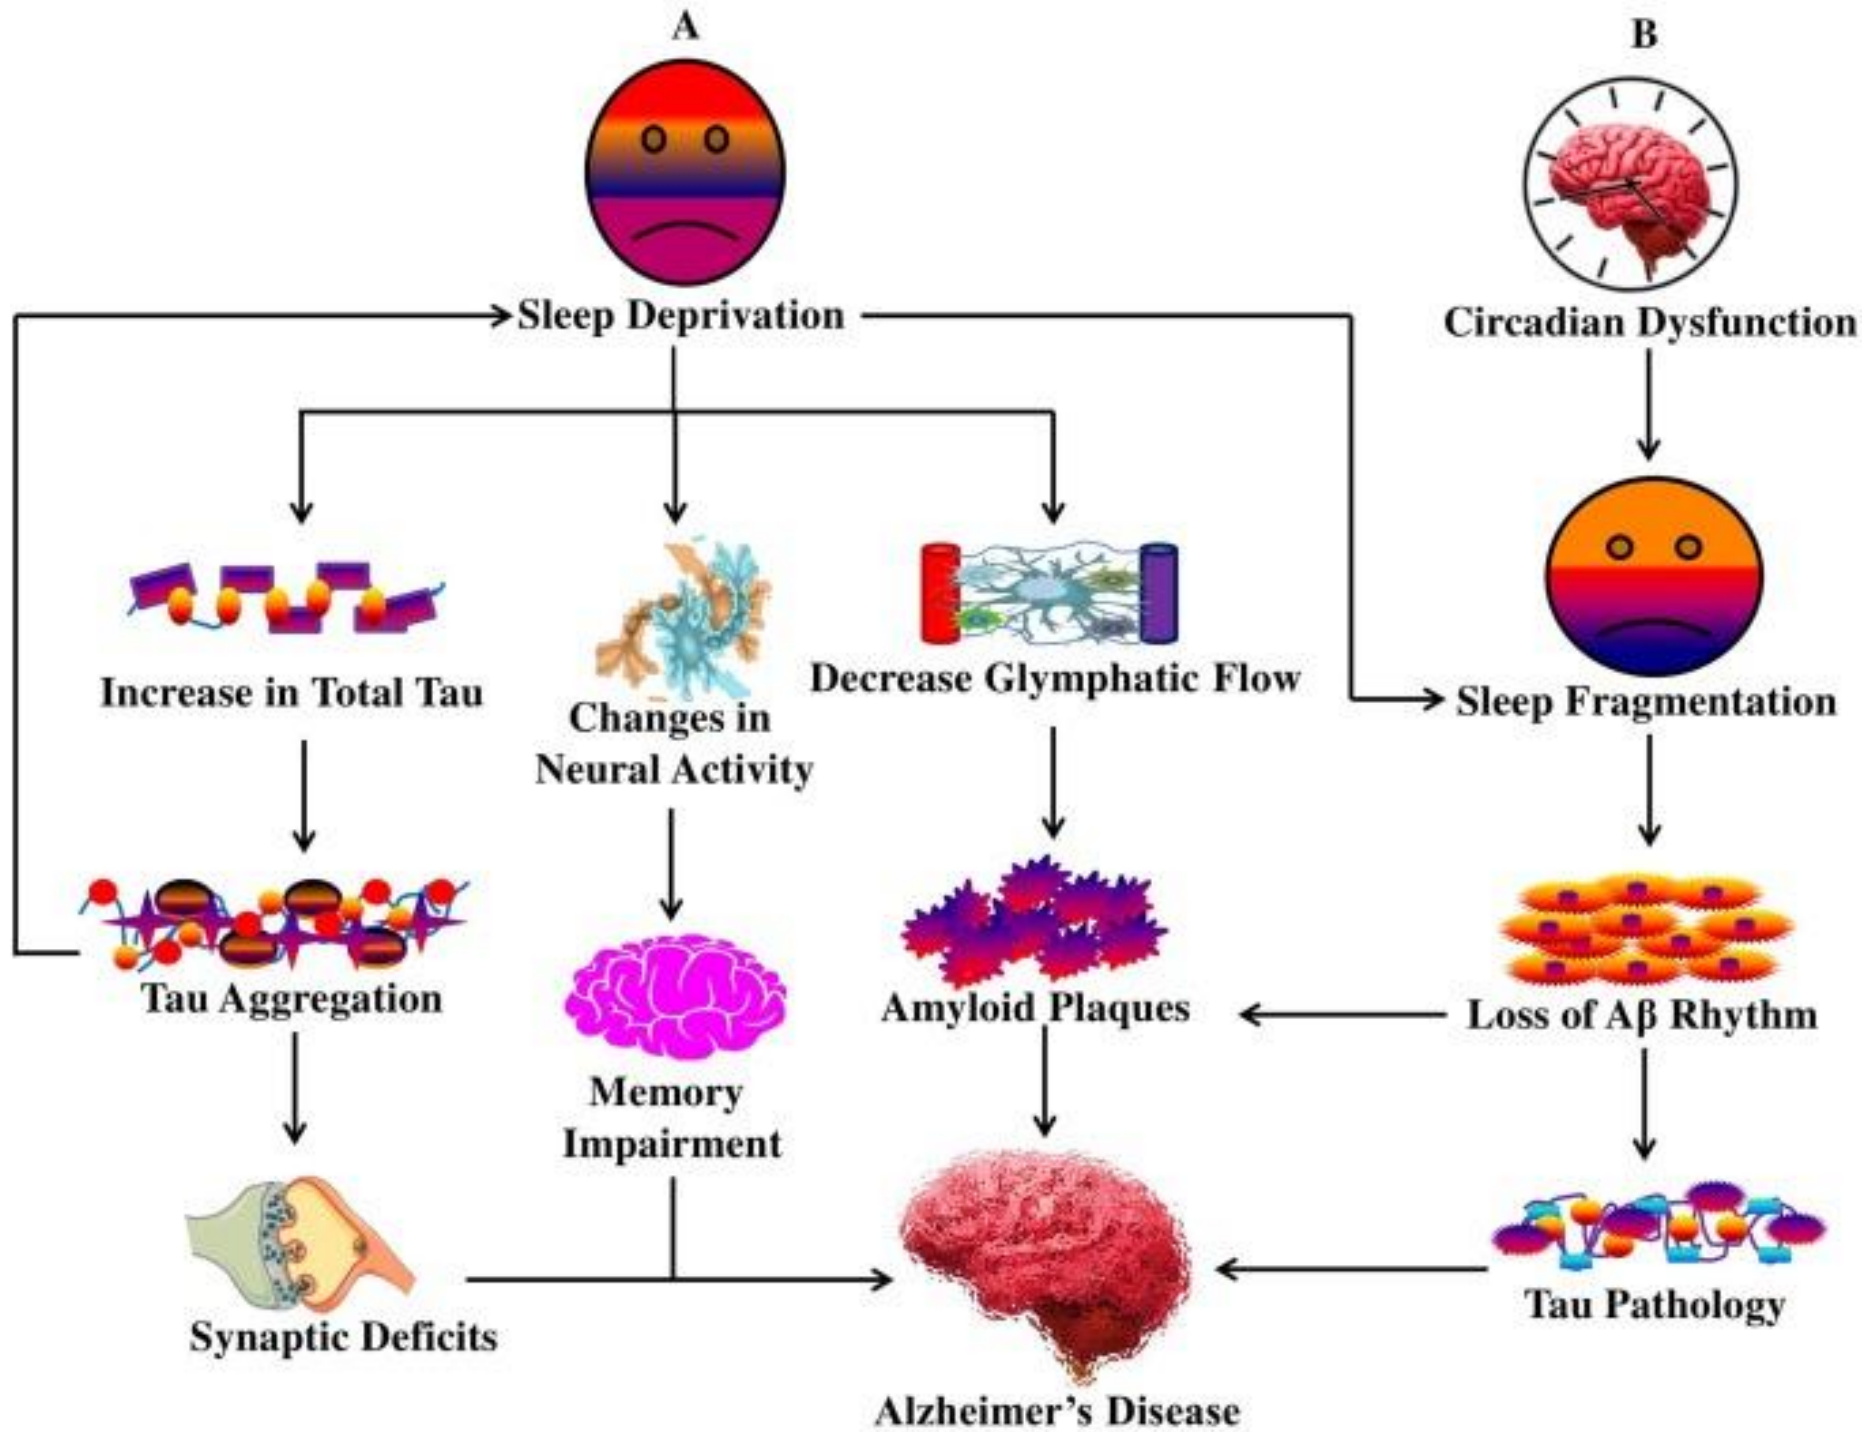 A
B
Sleep Deprivation
Circadian Dysfunction
Increase in Total Tau
Changes in
Neural Activity
Decrease Glymphatic Flow
Sleep Fragmentation
Tau Aggregation
Memory
Impairment
Amyloid Plaques
Loss of Aβ Rhythm
Synaptic Deficits
Alzheimer's Disease
Tau Pathology